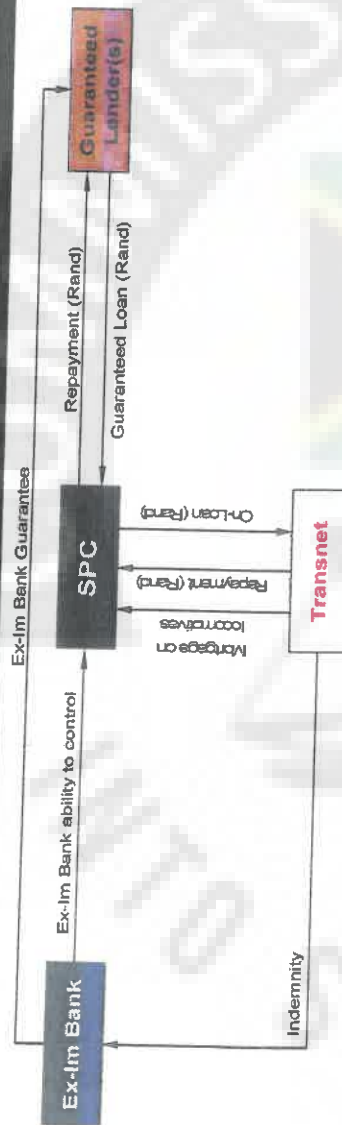 Ex-Im Bank Guarantee
Guaranteed
Lender(s)
Repayment (Rand)
Guaranteed Loan (Rand)
SPC
Ex-Im Bank ability to control
Ex-Im Bank
On-Loan (Rand)
Repayment (Rand)
Mortgage on
locomotives
Transnet
Indemnity